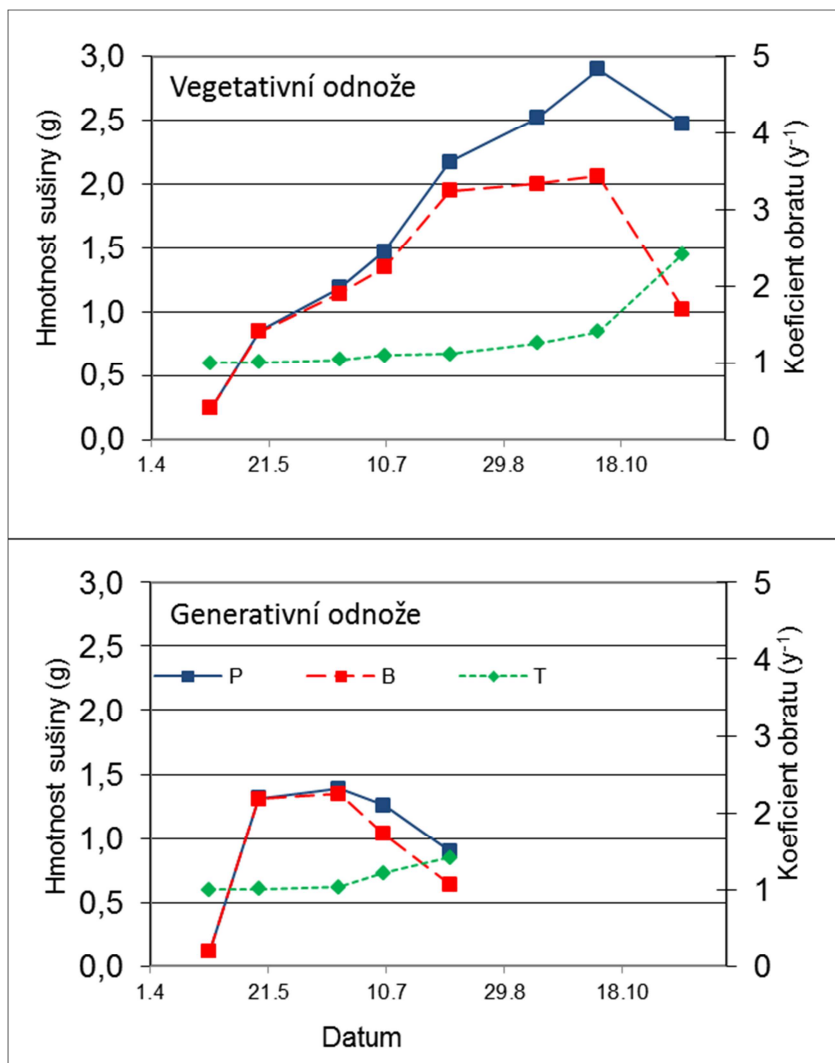 Vegetativní odnože
Hmotnost sušiny (g)
3,0
2,5
2,0
1,5
1,0
0,5
0,0
5
4
3
2
1
0
Koeficient obratu (y-1)
1.4 21.5 10.7 29.8 18.10
Generativní odnože
P B T
Hmotnost sušiny (g)
3,0
2,5
2,0
1,5
1,0
0,5
0,0
5
4
3
2
1
0
Koeficient obratu (y-1)
1.4 21.5 10.7 29.8 18.10
Datum